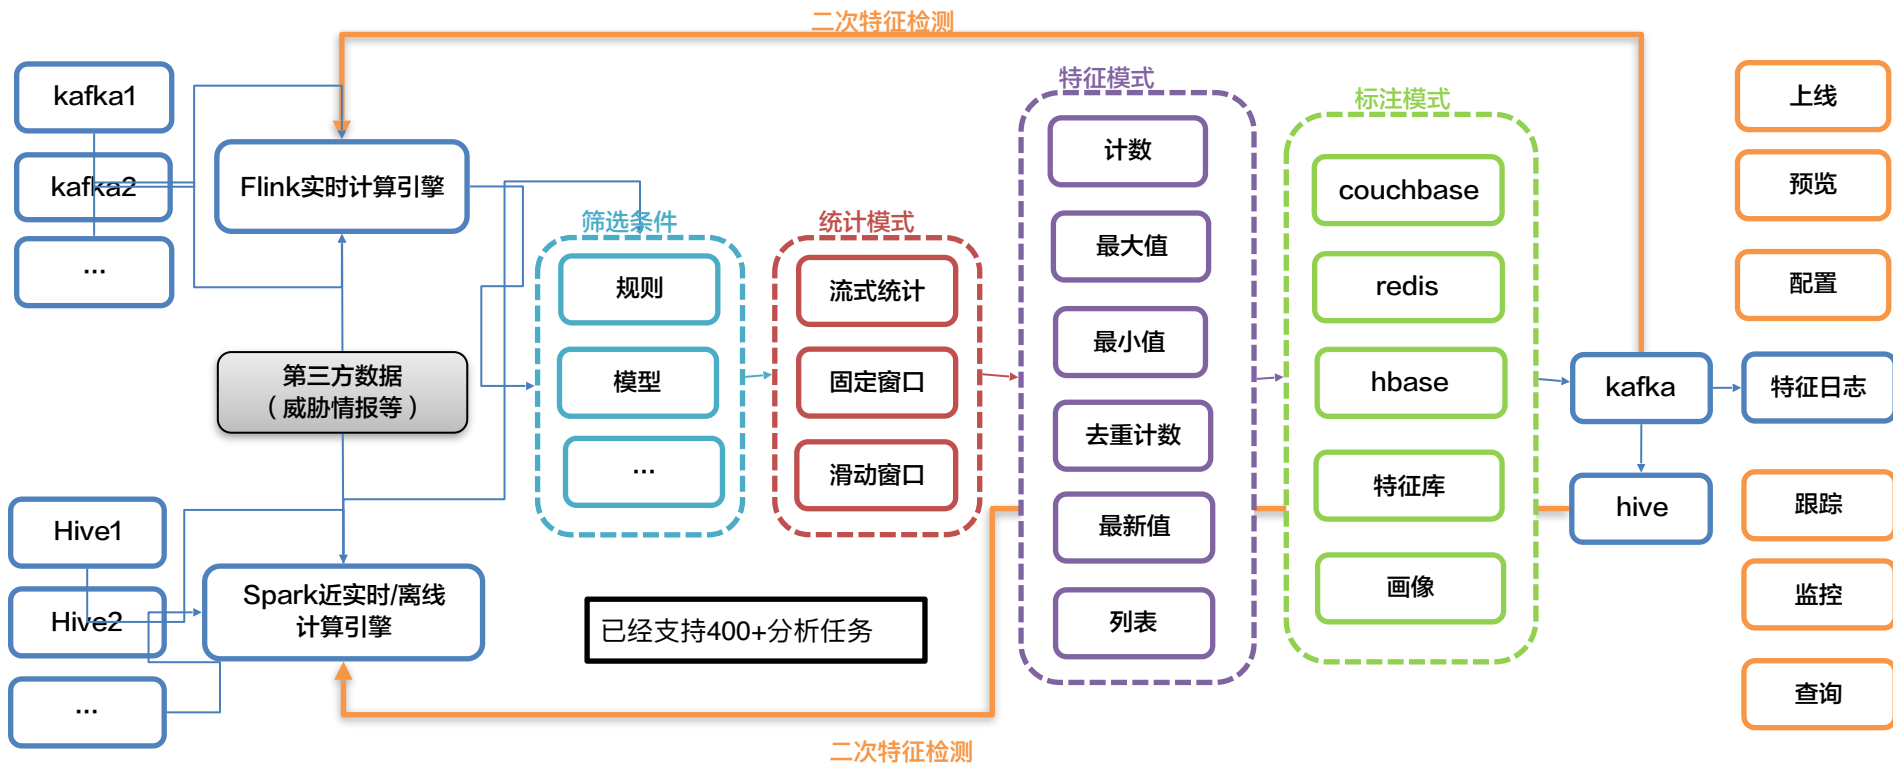 二次特征检测
kafka1
kafka2
...
Flink实时计算引擎
第三方数据
（威胁情报等）
Hive1
Hive2
...
Spark近实时/离线
计算引擎
筛选条件
规则
模型
...
统计模式
流式统计
固定窗口
滑动窗口
已经支持400+分析任务
特征模式
计数
最大值
最小值
去重计数
最新值
列表
标注模式
couchbase
redis
hbase
特征库
画像
kafka
hive
上线
预览
配置
特征日志
跟踪
监控
查询
二次特征检测